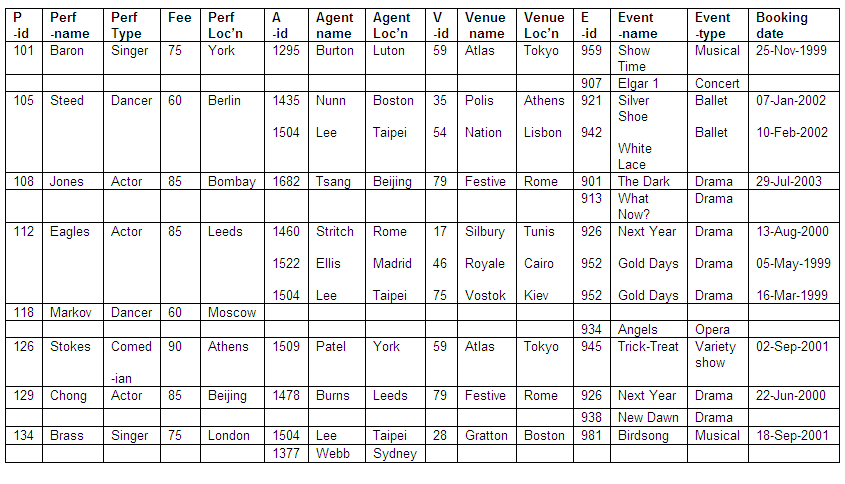 P Perf Perf Fee Perf A Agent Agent V Venue Venue E Event Event Booking
-id -name Type Loc’n -id name Loc’n -id name Loc’n -id -name -type date
101 Baron Singer 75 York 1295 Burton Luton 59 Atlas Tokyo 959 Show Musical 25-Nov-1999
Time
907 Elgar 1 Concert
105 Steed Dancer 60 Berlin 1435 Nunn Boston 35 Polis Athens 921 Silver Ballet 07-Jan-2002
Shoe
1504 Lee Taipei 54 Nation Lisbon 942 Ballet 10-Feb-2002
White
Lace
108 Jones Actor 85 Bombay 1682 Tsang Beijing 79 Festive Rome 901 The Dark Drama 29-Jul-2003
913 What Drama
Now?
112 Eagles Actor 85 Leeds 1460 Stritch Rome 17 Silbury Tunis 926 Next Year Drama 13-Aug-2000
1522 Ellis Madrid 46 Royale Cairo 952 Gold Days Drama 05-May-1999
1504 Lee Taipei 75 Vostok Kiev 952 Gold Days Drama 16-Mar-1999
118 Markov Dancer 60 Moscow
934 Angels Opera
126 Stokes Comed 90 Athens 1509 Patel York 59 Atlas Tokyo 945 Trick-Treat Variety 02-Sep-2001
show
-ian
129 Chong Actor 85 Beijing 1478 Burns Leeds 79 Festive Rome 926 Next Year Drama 22-Jun-2000
938 New Dawn Drama
134 Brass Singer 75 London 1504 Lee Taipei 28 Gratton Boston 981 Birdsong Musical 18-Sep-2001
1377 Webb Sydney